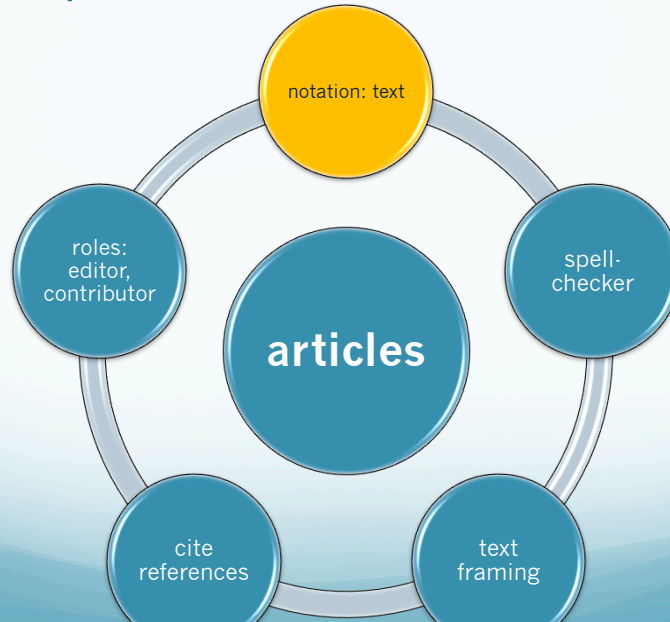 notation: text
roles:
editor,
contributor
spell-
checker
articles
cite
references
text
framing